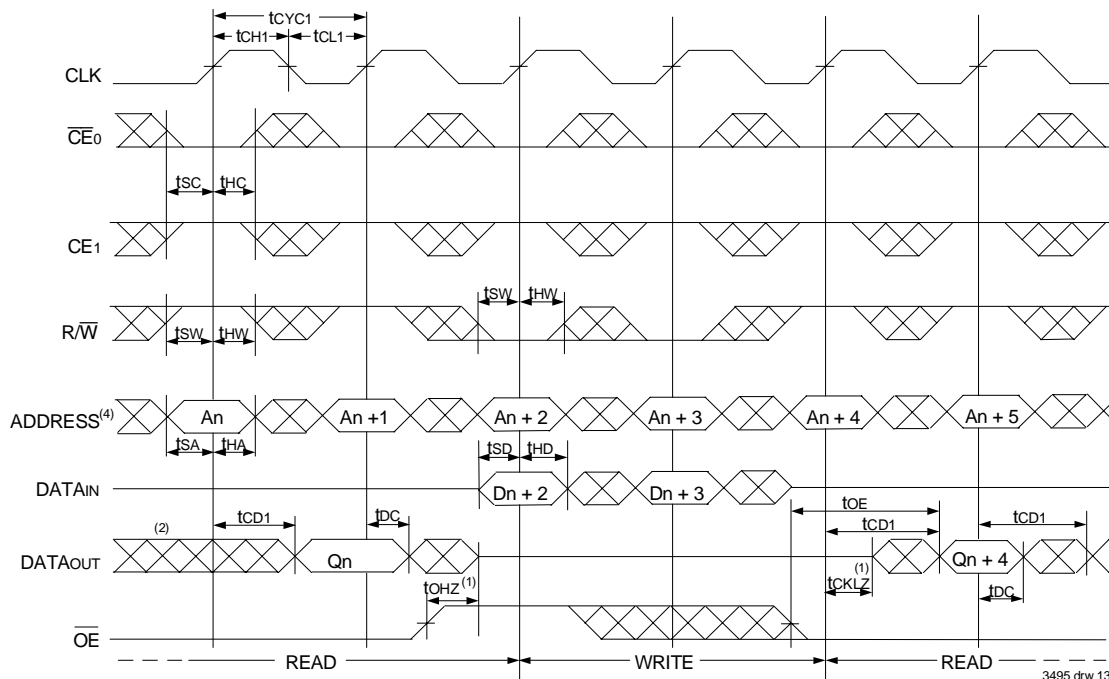 tCYC1
tCH1 tCL1
CLK
CE0
tSC tHC
CE1
tSW tHW
R/W
tSW tHW
ADDRESS(4) An An +1 An + 2 An + 3 An + 4 An + 5
tSA tHA tSD tHD
DATAIN Dn + 2 Dn + 3
tOE
(2) tCD1 tDC tCD1 tCD1
DATAOUT Qn Qn + 4
tOHZ(1) tCKLZ(1) tDC
OE
READ WRITE READ
3495 drw 13